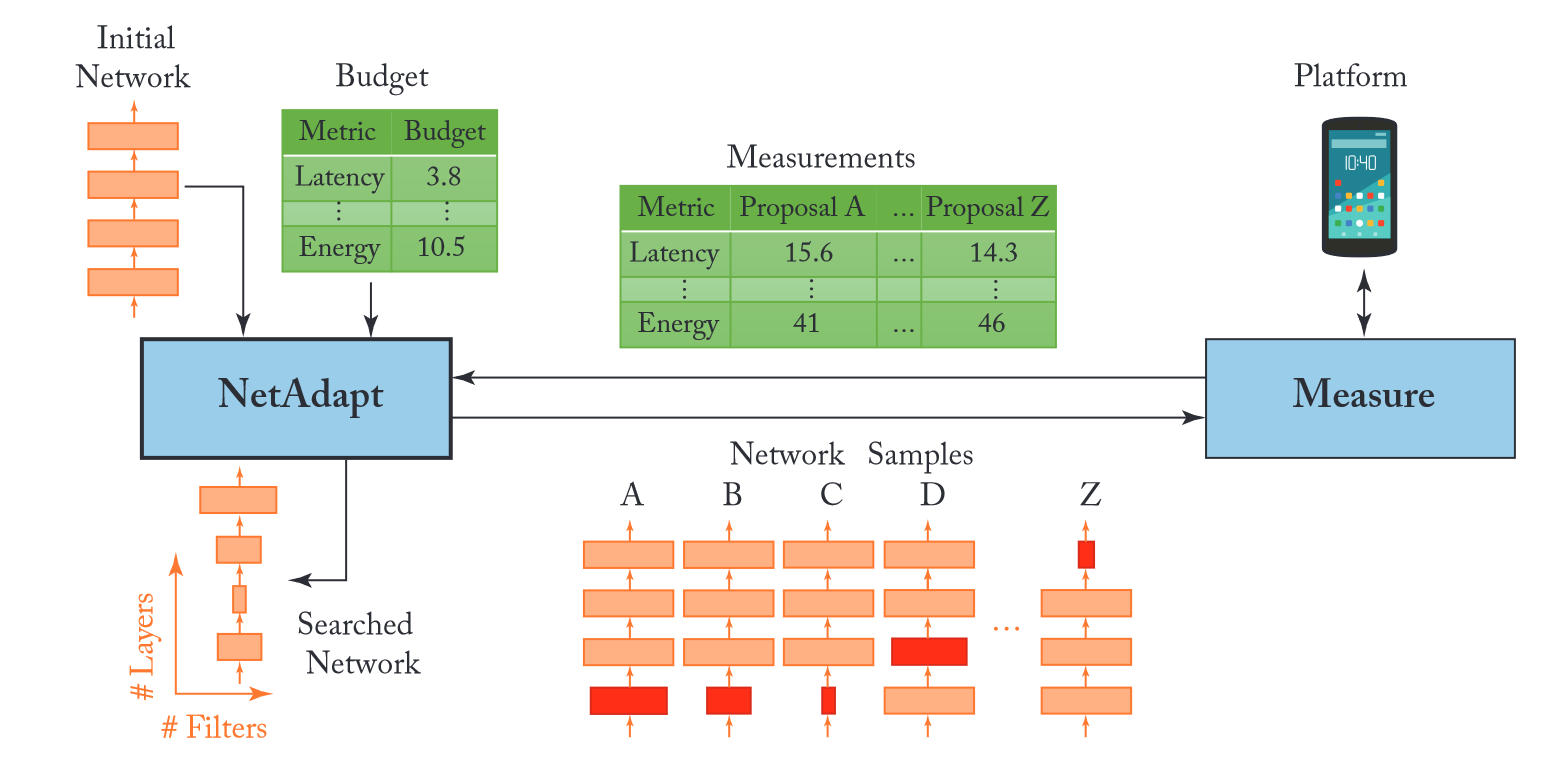 Initial
Network
Budget
Metric Budget
Latency 3.8
⋮ ⋮
Energy 10.5
Measurements
Metric Proposal A ... Proposal Z
Latency 15.6 ... 14.3
⋮ ⋮ ⋮
Energy 41 ... 46
Platform
10:40
NetAdapt
Measure
Network Samples
A B C D Z
...
Searched
Network
# Layers
# Filters